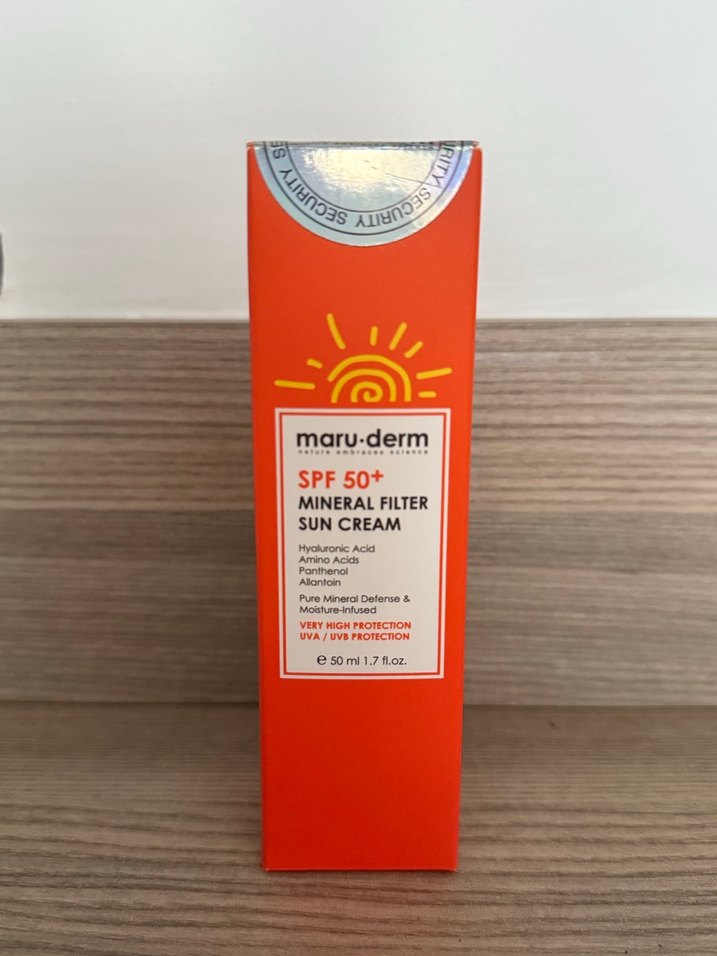 SECURITY SECURITY
maru·derm
nature embraces science
SPF 50+
MINERAL FILTER
SUN CREAM
Hyaluronic Acid
Amino Acids
Panthenol
Allantoin
Pure Mineral Defense &
Moisture-Infused
VERY HIGH PROTECTION
UVA / UVB PROTECTION
℮ 50 ml 1.7 fl.oz.